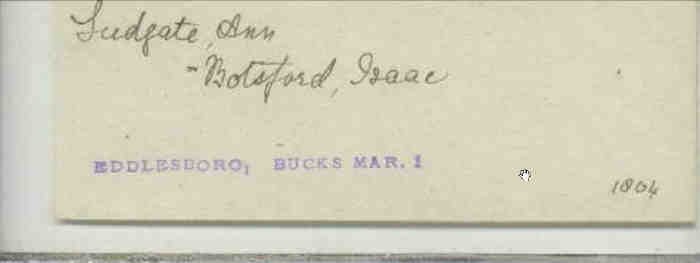 Ludgate, Ann
- Botsford, Isaac
EDDLESBORO, BUCKS MAR. 1
1804